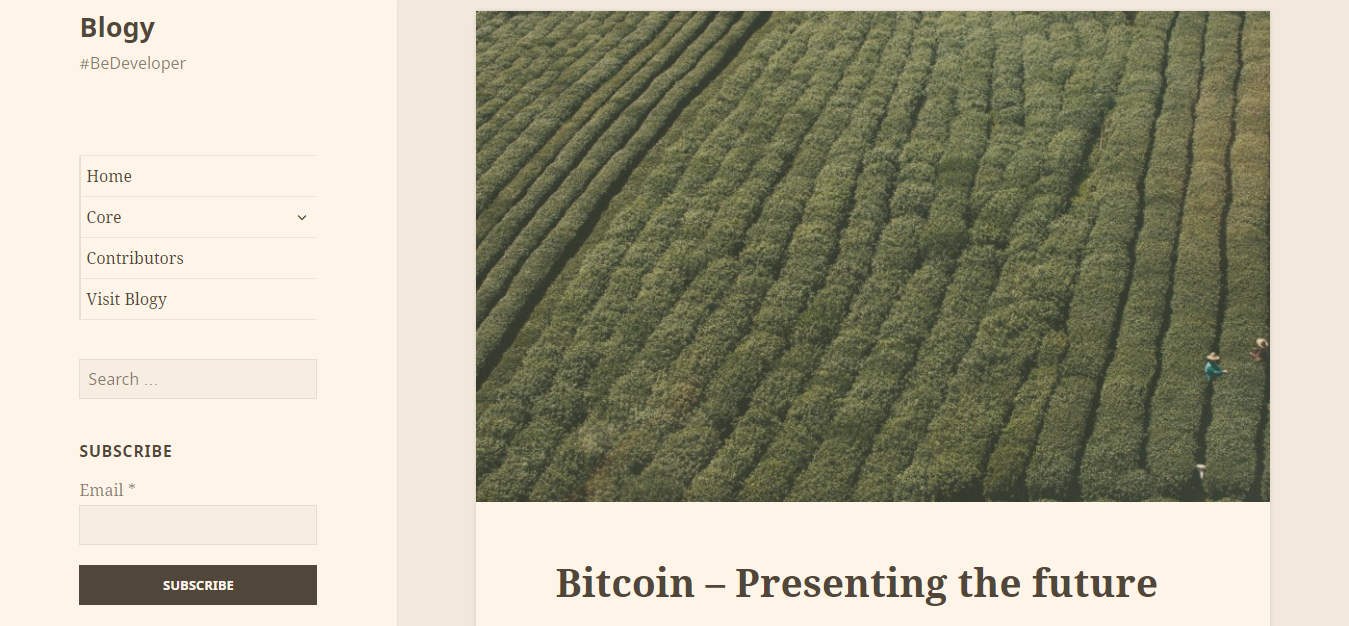 Blogy
#BeDeveloper
Home
Core
Contributors
Visit Blogy
Search …
SUBSCRIBE
Email *
SUBSCRIBE
Bitcoin – Presenting the future